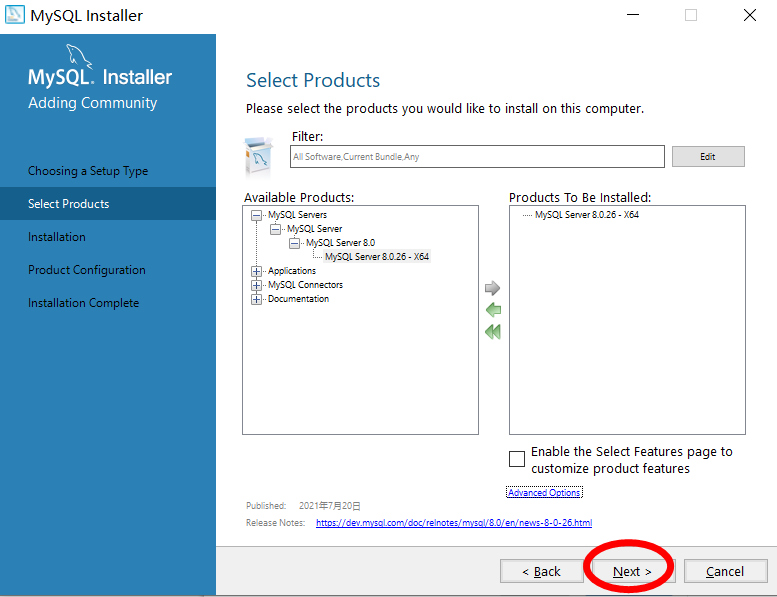 MySQL Installer
MySQL. Installer
Adding Community
Choosing a Setup Type
Select Products
Installation
Product Configuration
Installation Complete
Select Products
Please select the products you would like to install on this computer.
Filter:
All Software,Current Bundle,Any
Edit
Available Products:
MySQL Servers
MySQL Server
MySQL Server 8.0
MySQL Server 8.0.26 - X64
Applications
MySQL Connectors
Documentation
Products To Be Installed:
MySQL Server 8.0.26 - X64
Enable the Select Features page to
customize product features
Advanced Options
Published: 2021年7月20日
Release Notes: https://dev.mysql.com/doc/relnotes/mysql/8.0/en/news-8-0-26.html
< Back
Next >
Cancel